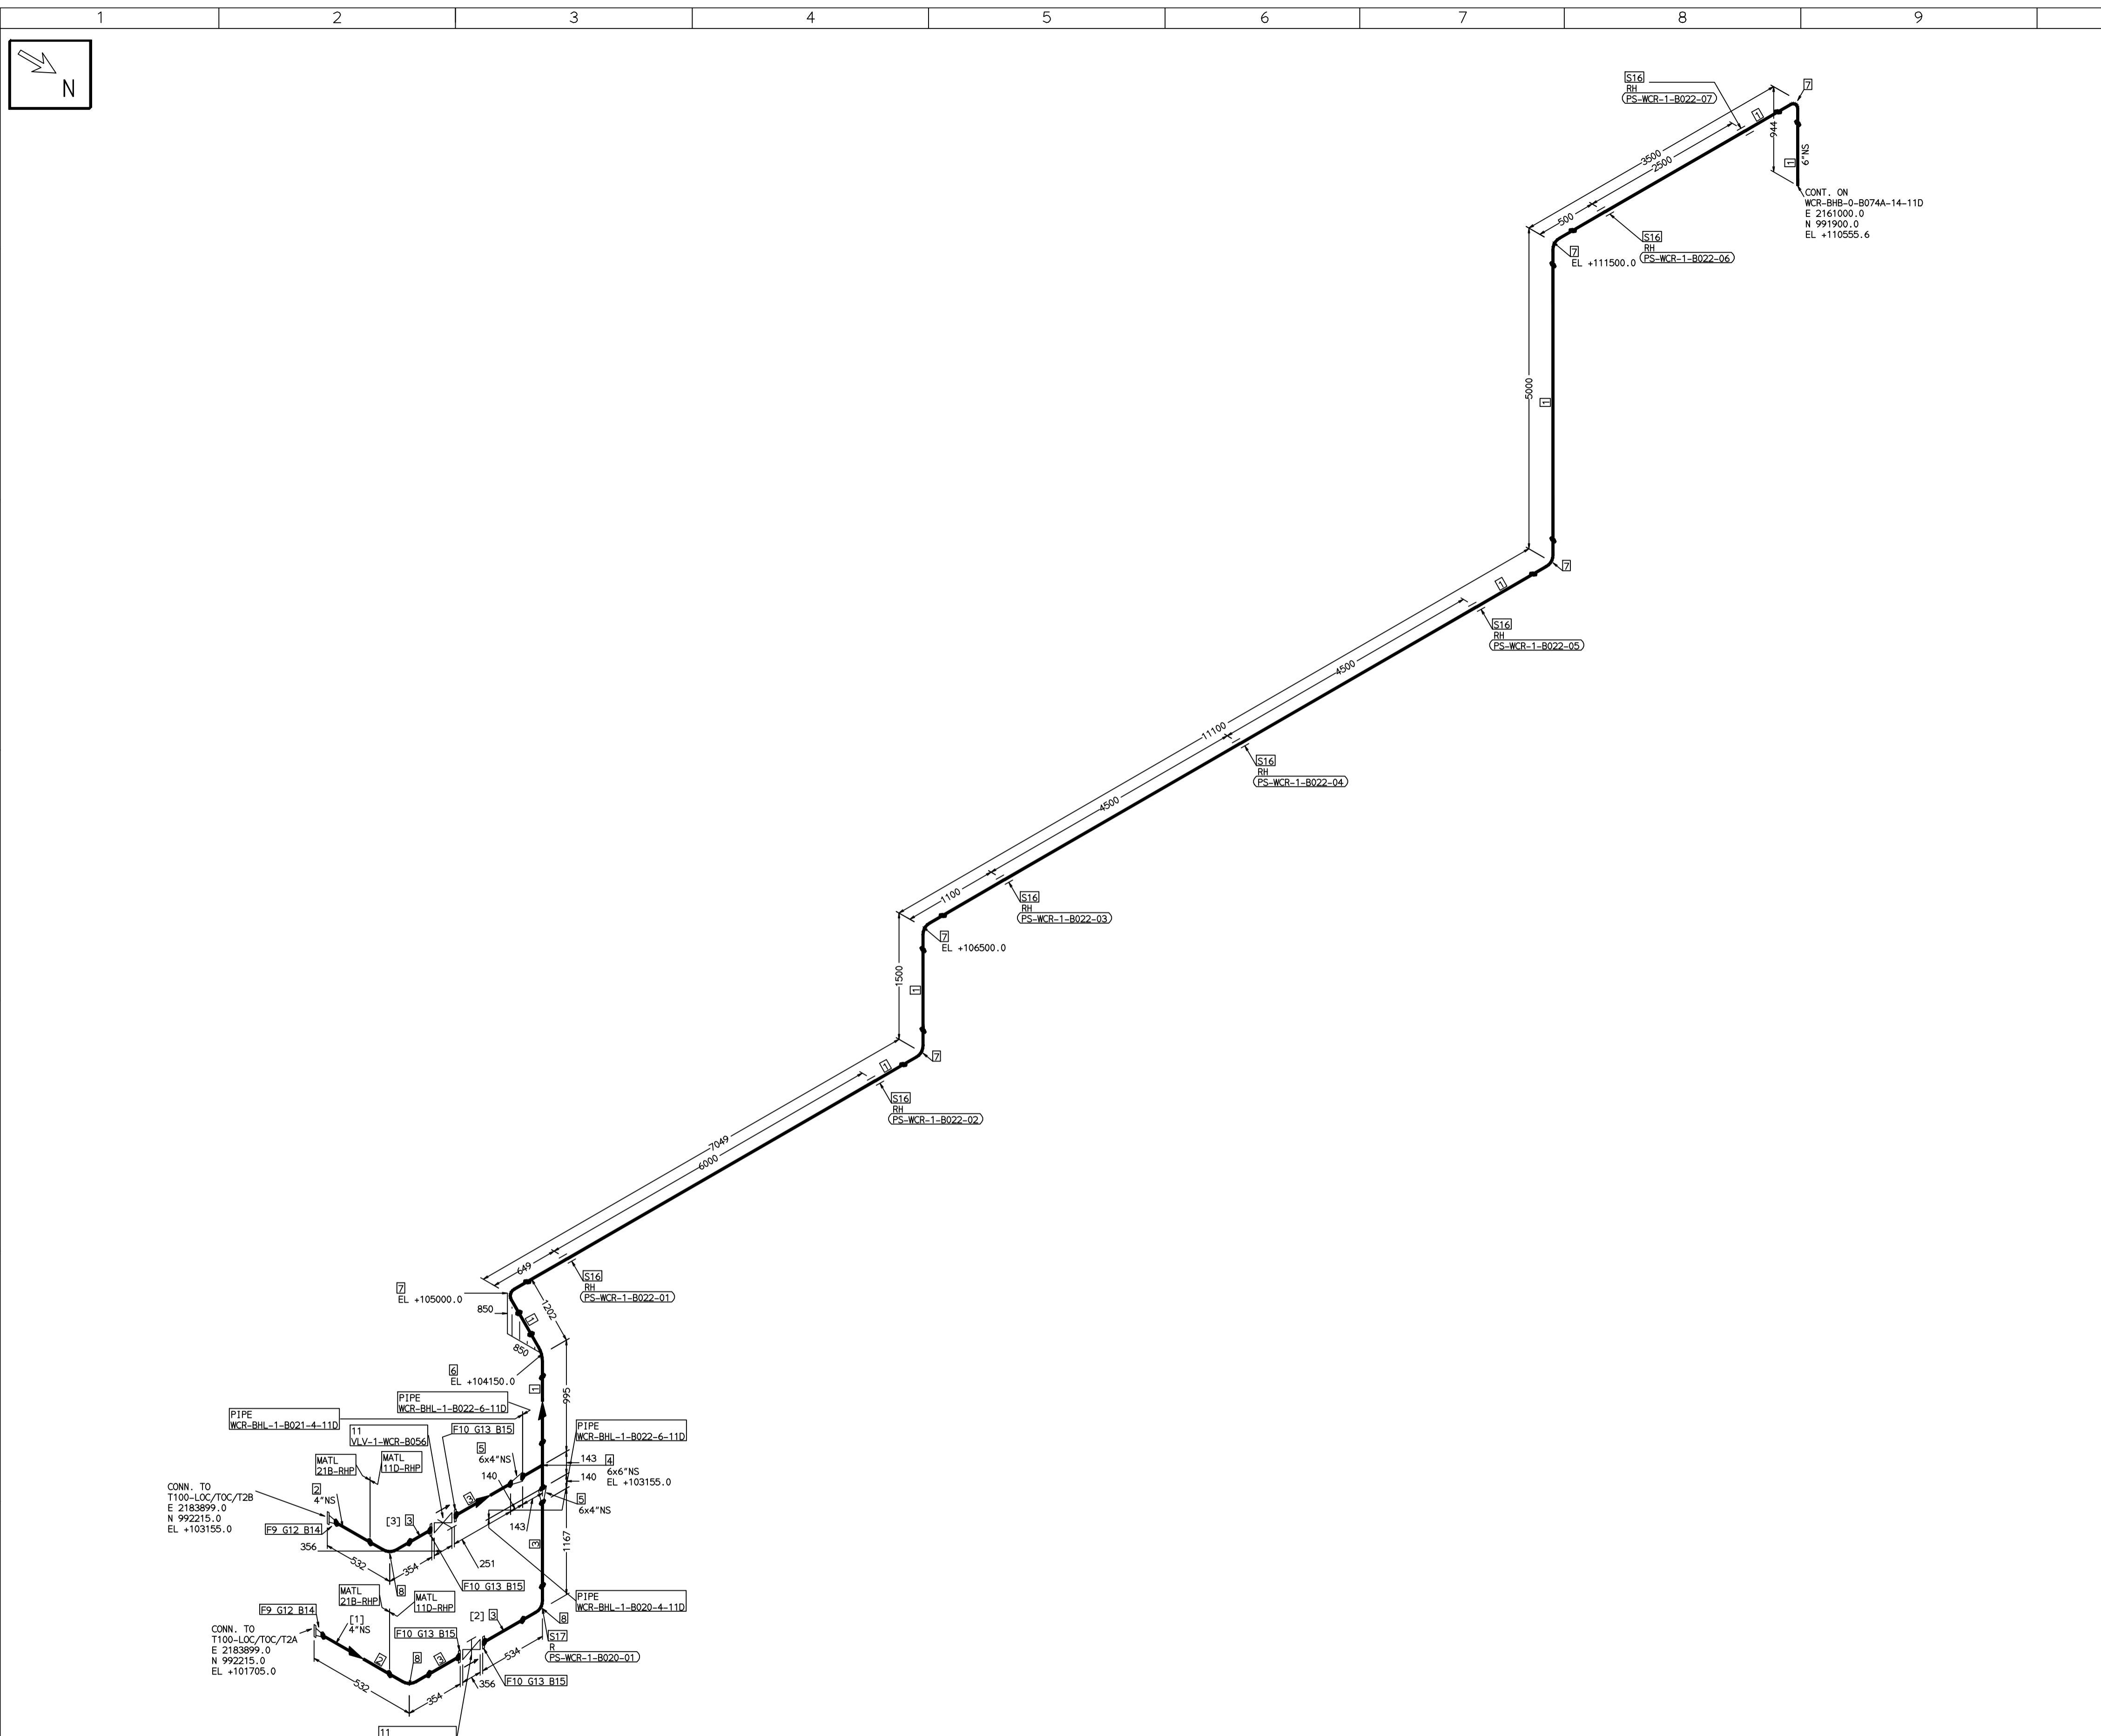 1 2 3 4 5 6 7 8 9
N
S16
RH
PS-WCR-1-B022-07
7
1
944
3500
2500
1
6"NS
CONT. ON
WCR-BHB-0-B074A-14-11D
E 2161000.0
N 991900.0
EL +110555.6
500
S16
RH
PS-WCR-1-B022-06
7
EL +111500.0
5000
1
7
1
S16
RH
PS-WCR-1-B022-05
4500
11100
S16
RH
PS-WCR-1-B022-04
4500
1100
S16
RH
PS-WCR-1-B022-03
7
EL +106500.0
1500
1
7
1
S16
RH
PS-WCR-1-B022-02
7049
6000
649
S16
RH
PS-WCR-1-B022-01
7
EL +105000.0
850
1202
1
850
6
EL +104150.0
995
1
PIPE
WCR-BHL-1-B022-6-11D
PIPE
WCR-BHL-1-B021-4-11D
11
VLV-1-WCR-B056
F10 G13 B15
PIPE
WCR-BHL-1-B022-6-11D
5
6x4"NS
143
4
6x6"NS
EL +103155.0
140
140
MATL
21B-RHP
MATL
11D-RHP
CONN. TO
T100-LOC/TOC/T2B
E 2183899.0
N 992215.0
EL +103155.0
2
4"NS
3
5
6x4"NS
F9 G12 B14
[3] 3
143
356
532
354
251
3
1167
8
F10 G13 B15
MATL
21B-RHP
MATL
11D-RHP
PIPE
WCR-BHL-1-B020-4-11D
F9 G12 B14
[1]
4"NS
[2] 3
8
CONN. TO
T100-LOC/TOC/T2A
E 2183899.0
N 992215.0
EL +101705.0
F10 G13 B15
S17
R
PS-WCR-1-B020-01
2
8
3
534
356
F10 G13 B15
532
354
11